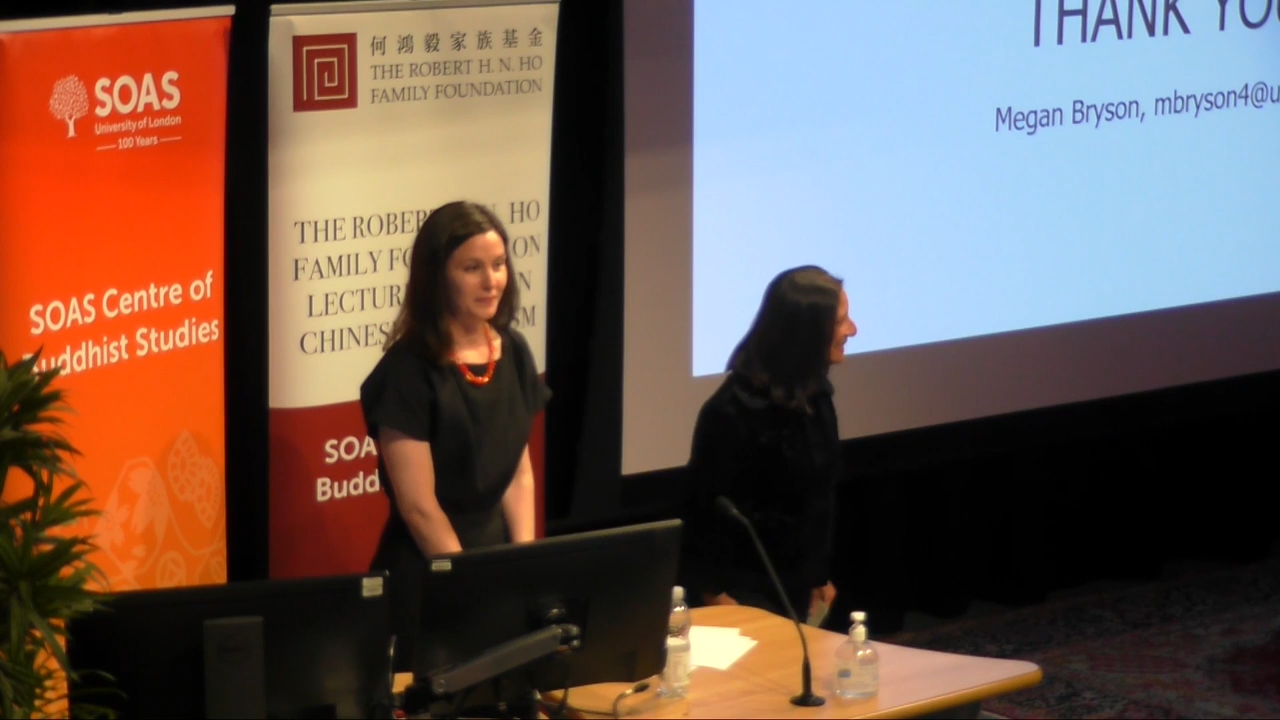 SOAS
University of London
100 Years
SOAS Centre of
Buddhist Studies
何鴻毅家族基金
THE ROBERT H. N. HO
FAMILY FOUNDATION
THE ROBER N. HO
FAMILY FO ON
LECTUR N
CHINES SM
SOA
Budd
THANK YOU
Megan Bryson, mbryson4@u